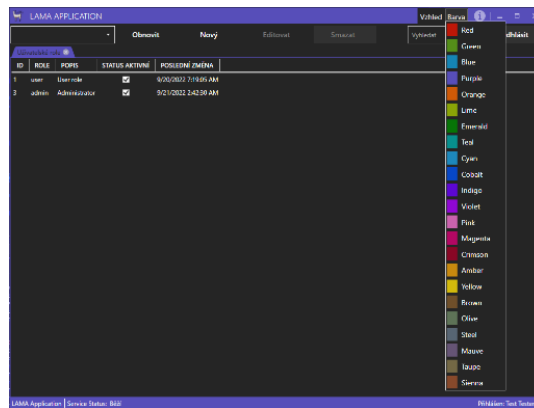 LAMA APPLICATION
Vzhled Barva
Obnovit Nový Editovat Smazat Vyhledat dhlásit
Uživatelské role
ID ROLE POPIS STATUS AKTIVNÍ POSLEDNÍ ZMĚNA
1 user User role 9/20/2022 7:19:05 AM
3 admin Administrator 9/21/2022 2:42:30 AM
Red
Green
Blue
Purple
Orange
Lime
Emerald
Teal
Cyan
Cobalt
Indigo
Violet
Pink
Magenta
Crimson
Amber
Yellow
Brown
Olive
Steel
Mauve
Taupe
Sienna
LAMA Application Service Status: Běží Přihlášen: Test Tester